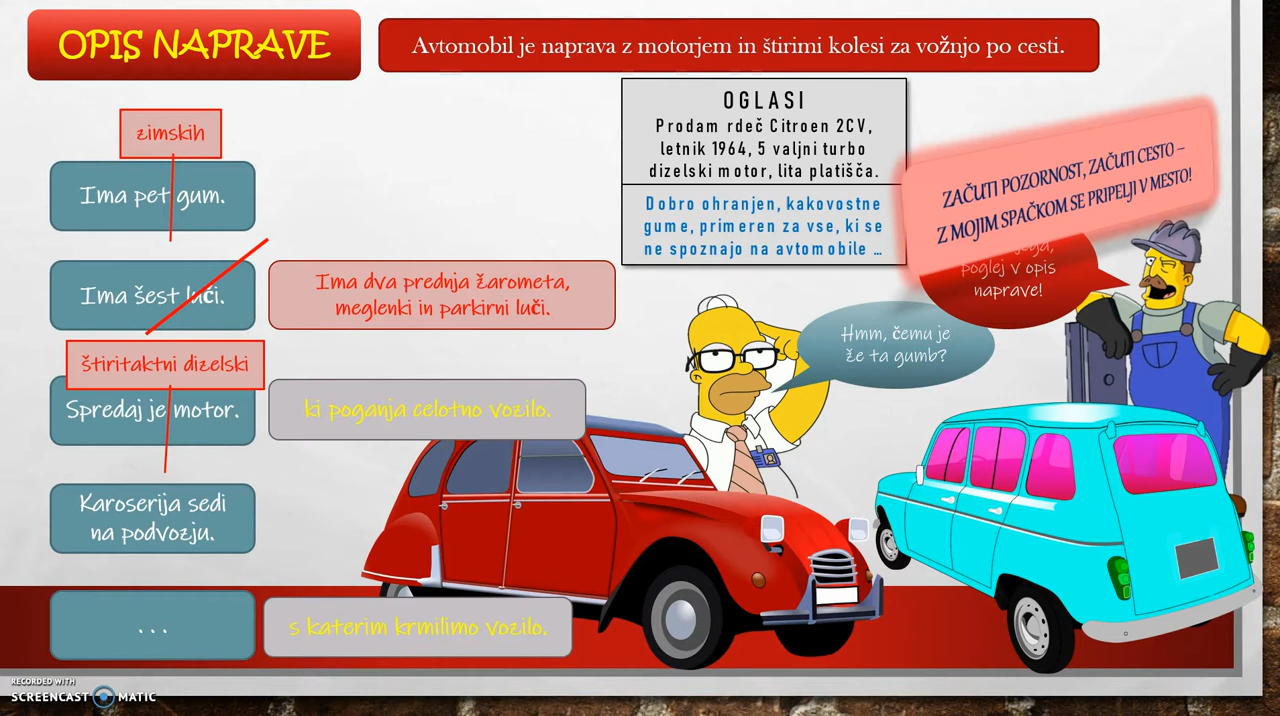 OPIS NAPRAVE
Avtomobil je naprava z motorjem in štirimi kolesi za vožnjo po cesti.
zimskih
Ima pet gum.
Ima šest luči.
Ima dva prednja žarometa,
meglenki in parkirni luči.
štiritaktni dizelski
Spredaj je motor.
ki poganja celotno vozilo.
Karoserija sedi
na podvozju.
...
s katerim krmilimo vozilo.
OGLASI
Prodam rdeč Citroen 2CV,
letnik 1964, 5 valjni turbo
dizelski motor, lita platišča.
Dobro ohranjen, kakovostne
gume, primeren za vse, ki se
ne spoznajo na avtomobile …
ZAČUTI POZORNOST, ZAČUTI CESTO –
Z MOJIM SPAČKOM SE PRIPELJI V MESTO!
poglej v opis
naprave!
Hmm, čemu je
že ta gumb?
RECORDED WITH
SCREENCAST MATIC